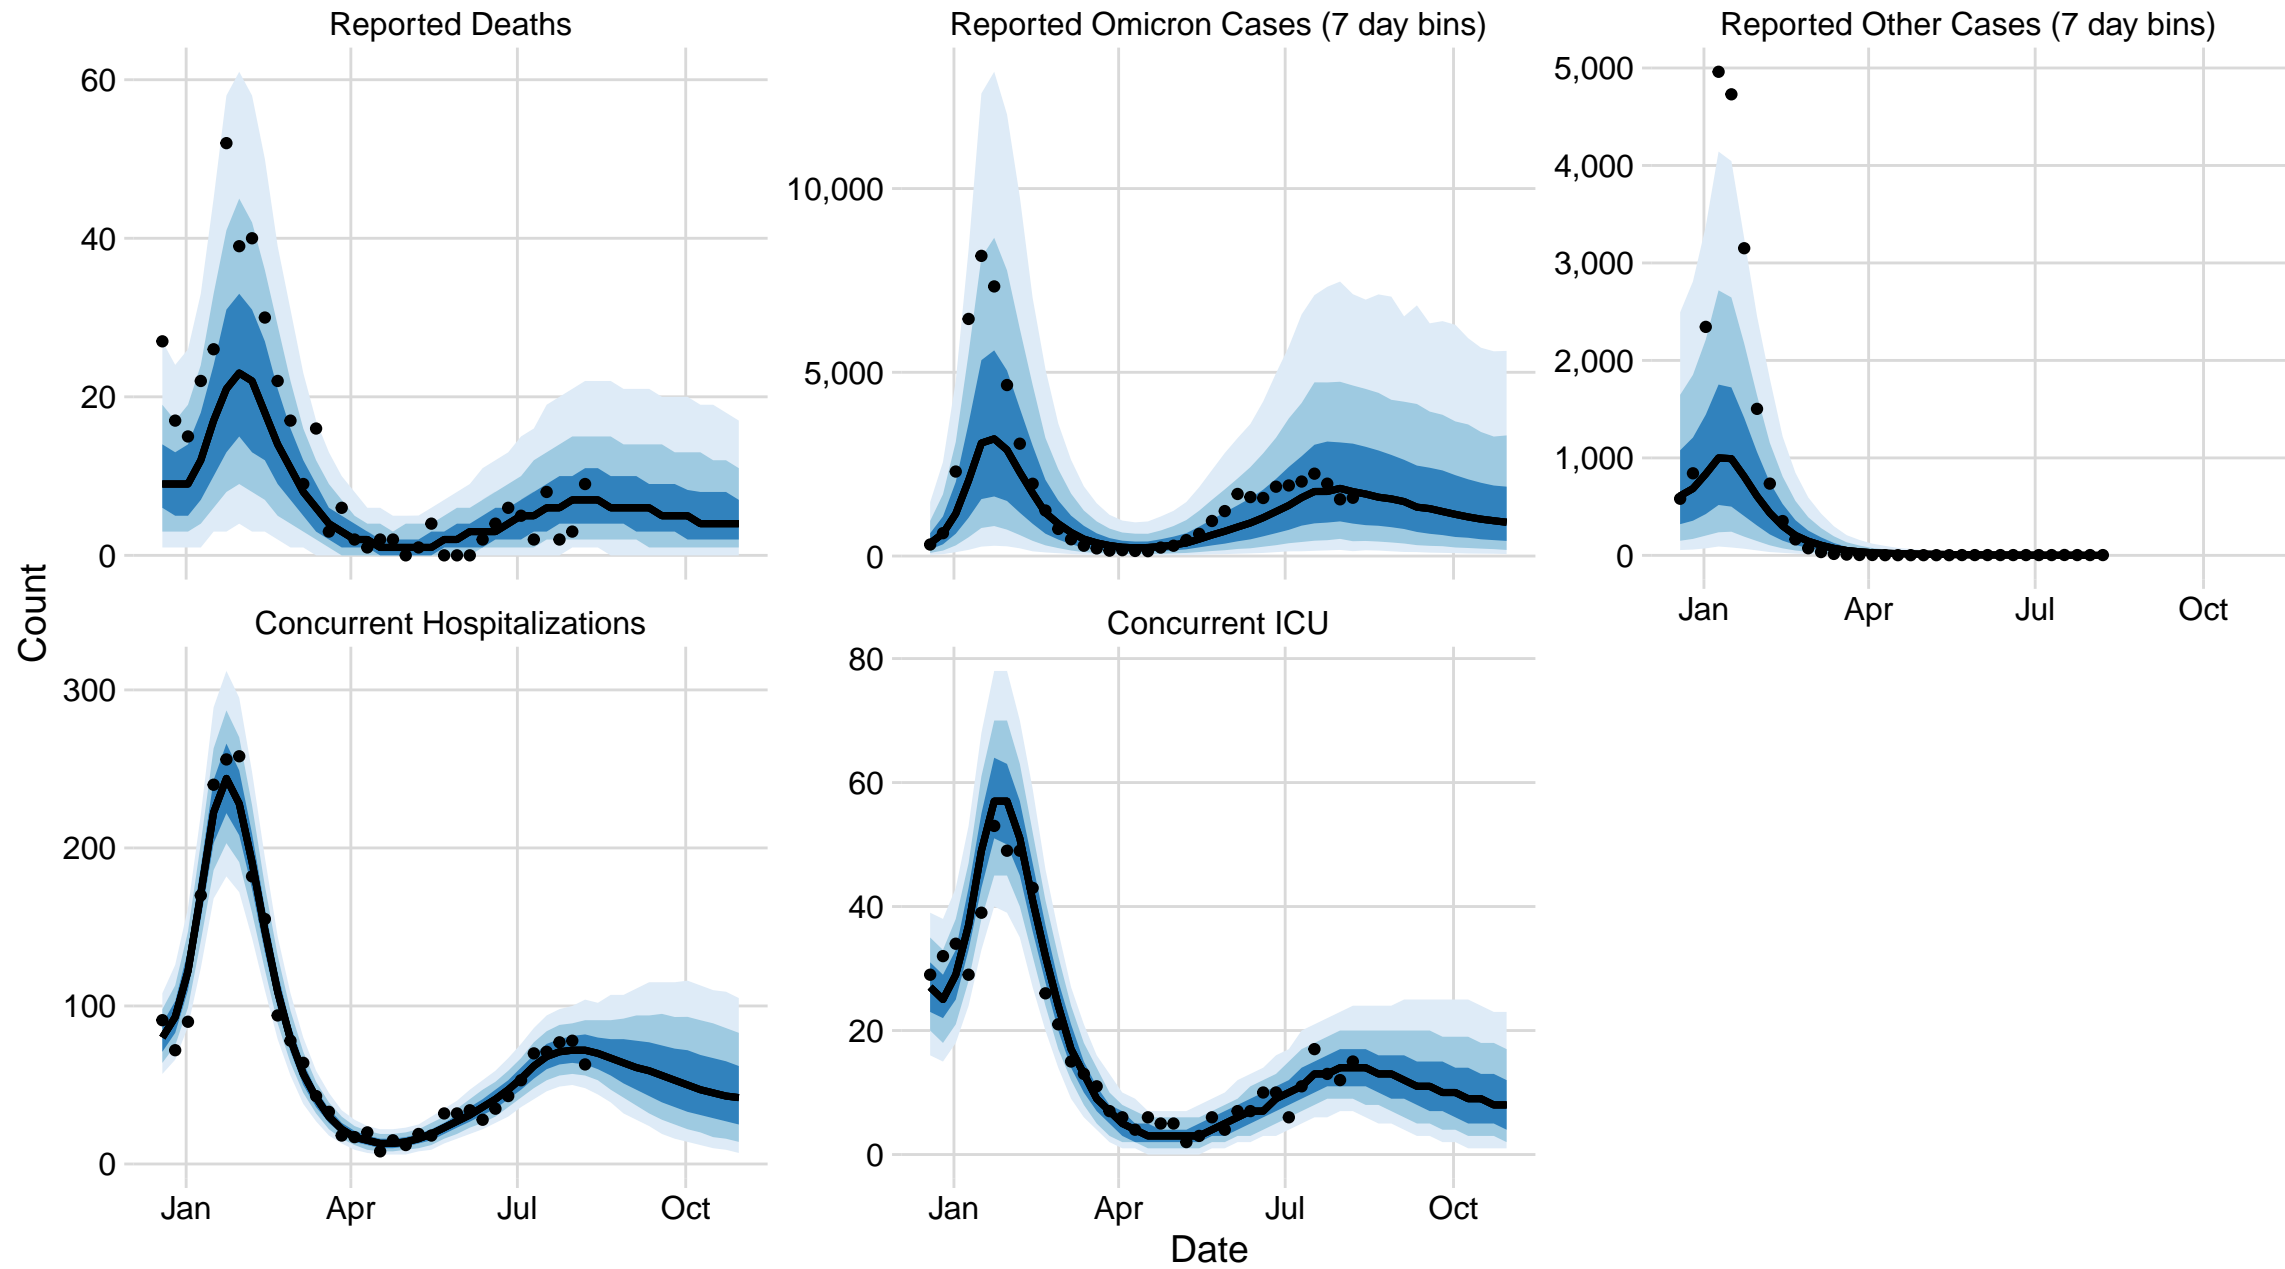 Reported Deaths
Reported Omicron Cases (7 day bins)
Reported Other Cases (7 day bins)
60
40
20
0
10,000
5,000
0
5,000
4,000
3,000
2,000
1,000
0
Jan Apr Jul Oct
Count
Concurrent Hospitalizations
Concurrent ICU
300
200
100
0
80
60
40
20
0
Jan Apr Jul Oct
Jan Apr Jul Oct
Date